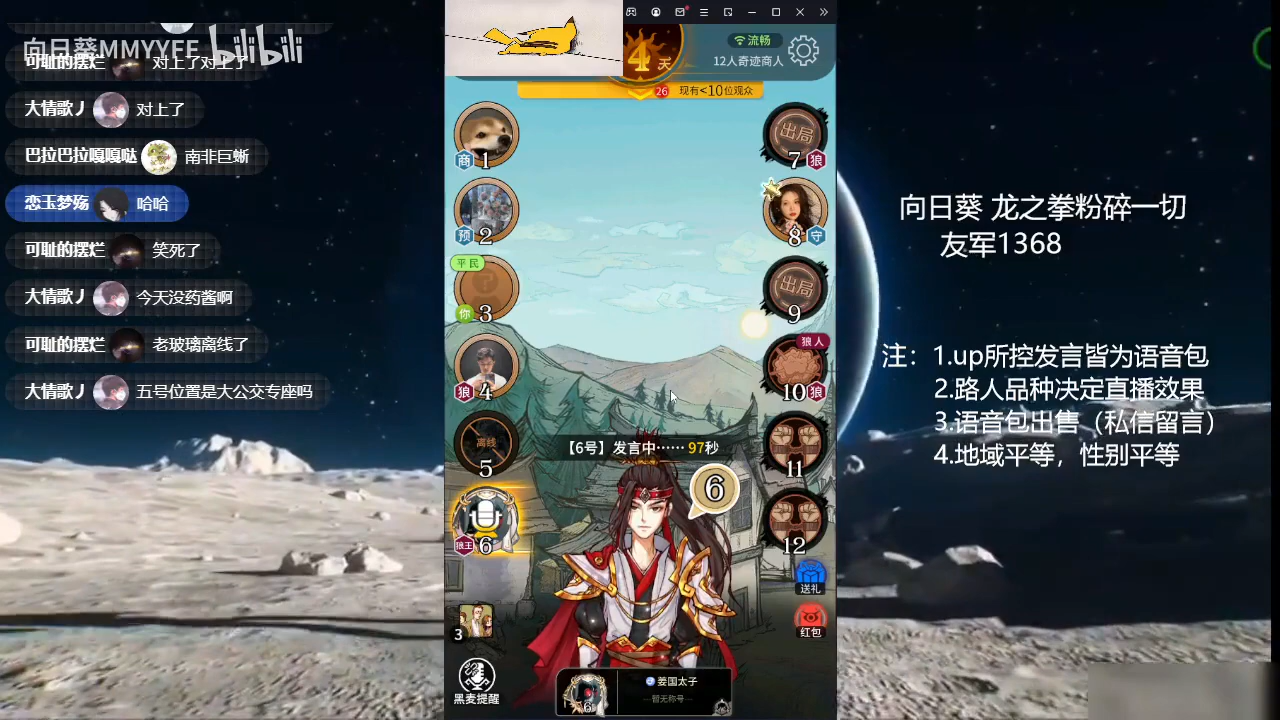 向日葵MMYYFF bilibili
可耻的摆烂 对上了对上了
大情歌丿 对上了
巴拉巴拉嘎嘎哒 南非巨蜥
恋玉梦殇 哈哈
可耻的摆烂 笑死了
大情歌丿 今天没药酱啊
可耻的摆烂 老玻璃离线了
大情歌丿 五号位置是大公交专座吗
4天
流畅
12人奇迹商人
26 现有<10位观众
商 1
预 2
平民
你 3
狼 4
离线
5
狼王 6
出局
7 狼
8 守
出局
9
狼人
10 狼
11
12
【6号】发言中…… 97秒
6
送礼
红包
3
黑麦提醒
6
姜国太子
暂无称号
向日葵 龙之拳粉碎一切
友军1368
注：1.up所控发言皆为语音包
2.路人品种决定直播效果
3.语音包出售（私信留言）
4.地域平等，性别平等